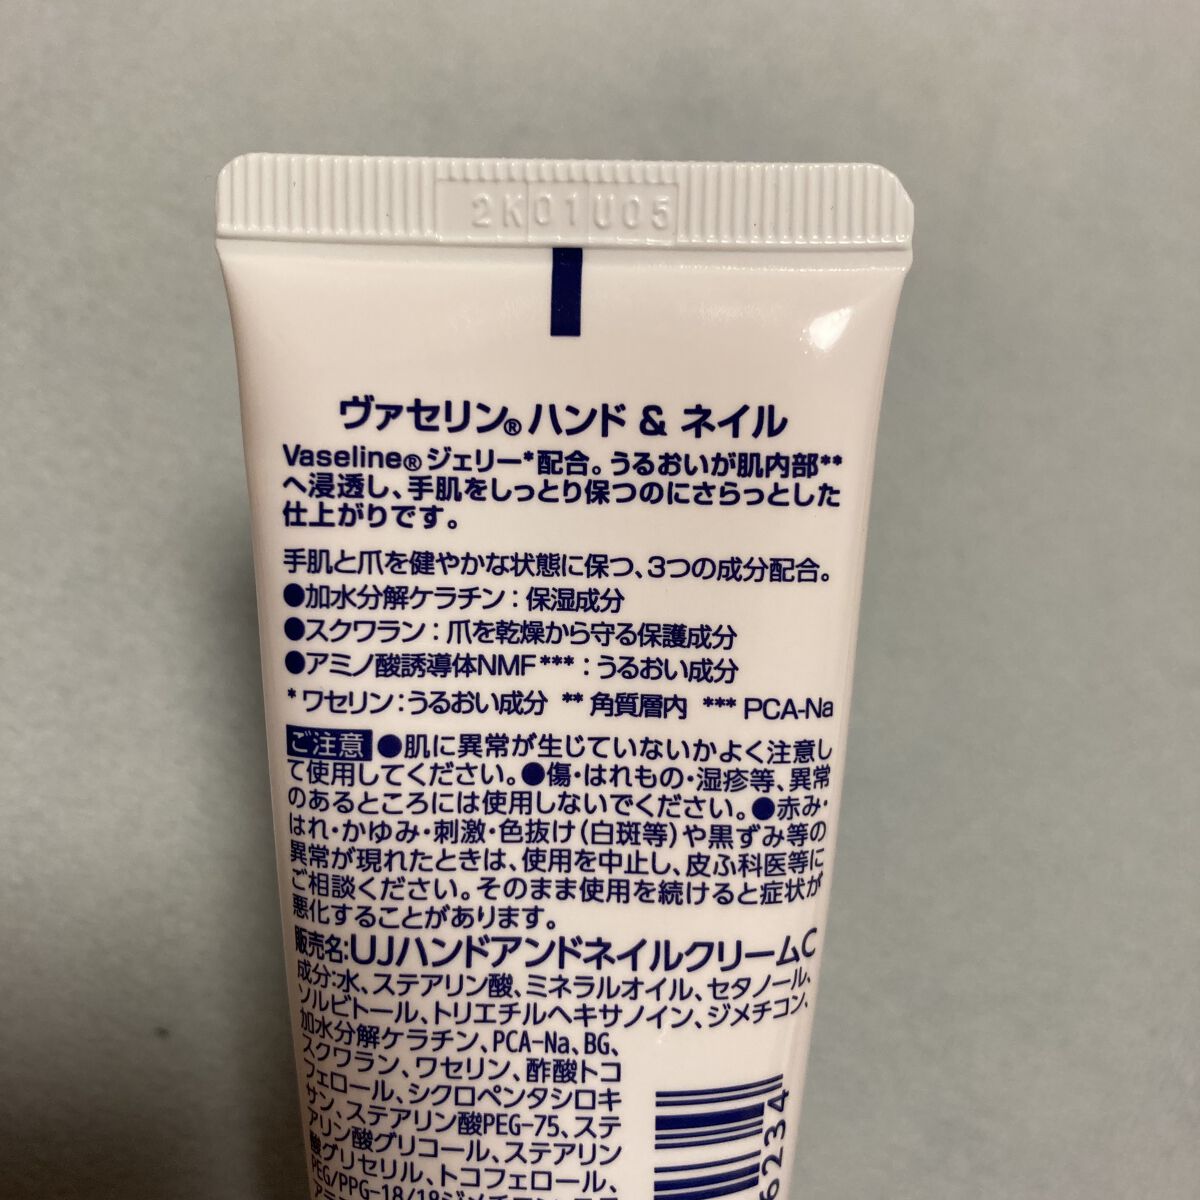 2K01U05
ヴァセリン® ハンド & ネイル
Vaseline® ジェリー*配合。うるおいが肌内部**
へ浸透し、手肌をしっとり保つのにさらっとした
仕上がりです。
手肌と爪を健やかな状態に保つ、3つの成分配合。
●加水分解ケラチン：保湿成分
●スクワラン：爪を乾燥から守る保護成分
●アミノ酸誘導体NMF***：うるおい成分
*ワセリン：うるおい成分 **角質層内 ***PCA-Na
ご注意 ●肌に異常が生じていないかよく注意し
て使用してください。●傷・はれもの・湿疹等、異常
のあるところには使用しないでください。●赤み・
はれ・かゆみ・刺激・色抜け（白斑等）や黒ずみ等の
異常が現れたときは、使用を中止し、皮ふ科医等に
ご相談ください。そのまま使用を続けると症状が
悪化することがあります。
販売名:UJハンドアンドネイルクリームC
成分:水、ステアリン酸、ミネラルオイル、セタノール、
ソルビトール、トリエチルヘキサノイン、ジメチコン、
加水分解ケラチン、PCA-Na、BG、
スクワラン、ワセリン、酢酸トコ
フェロール、シクロペンタシロキ
サン、ステアリン酸PEG-75、ステ
アリン酸グリコール、ステアリン
酸グリセリル、トコフェロール、
PEG/PPG-18/18ジメチコン、
6234